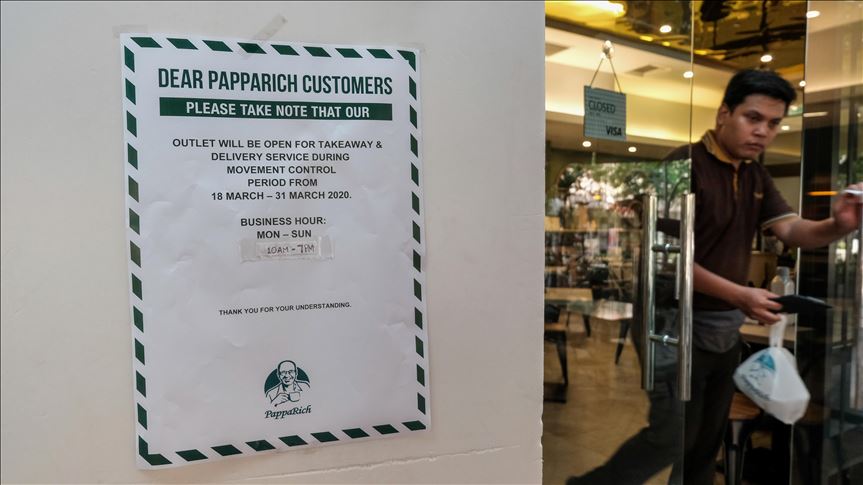 DEAR PAPPARICH CUSTOMERS
PLEASE TAKE NOTE THAT OUR
OUTLET WILL BE OPEN FOR TAKEAWAY &
DELIVERY SERVICE DURING
MOVEMENT CONTROL
PERIOD FROM
18 MARCH – 31 MARCH 2020.
BUSINESS HOUR:
MON – SUN
10AM - 7PM
THANK YOU FOR YOUR UNDERSTANDING.
PappaRich
CLOSED
VISA
PappaRich